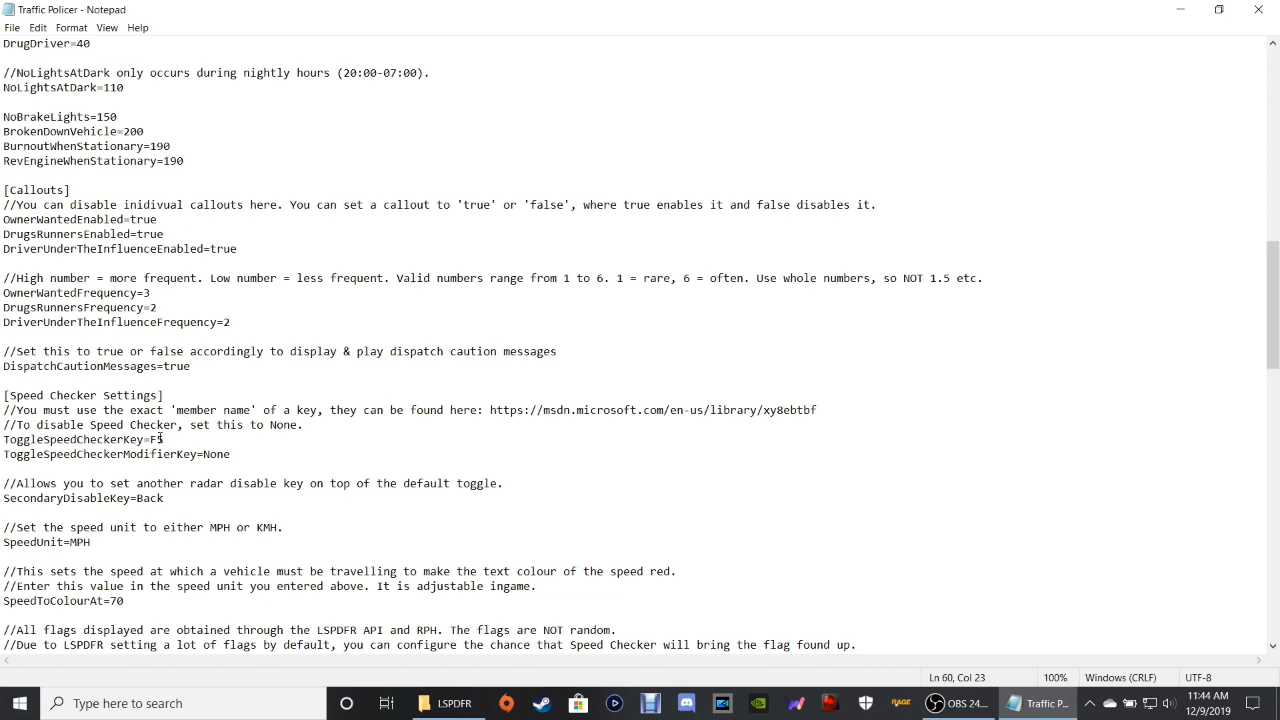 Traffic Policer - Notepad
File Edit Format View Help
DrugDriver=40
//NoLightsAtDark only occurs during nightly hours (20:00-07:00).
NoLightsAtDark=110
NoBrakeLights=150
BrokenDownVehicle=200
BurnoutWhenStationary=190
RevEngineWhenStationary=190
[Callouts]
//You can disable inidivual callouts here. You can set a callout to 'true' or 'false', where true enables it and false disables it.
OwnerWantedEnabled=true
DrugsRunnersEnabled=true
DriverUnderTheInfluenceEnabled=true
//High number = more frequent. Low number = less frequent. Valid numbers range from 1 to 6. 1 = rare, 6 = often. Use whole numbers, so NOT 1.5 etc.
OwnerWantedFrequency=3
DrugsRunnersFrequency=2
DriverUnderTheInfluenceFrequency=2
//Set this to true or false accordingly to display & play dispatch caution messages
DispatchCautionMessages=true
[Speed Checker Settings]
//You must use the exact 'member name' of a key, they can be found here: https://msdn.microsoft.com/en-us/library/xy8ebtbf
//To disable Speed Checker, set this to None.
ToggleSpeedCheckerKey=F5
ToggleSpeedCheckerModifierKey=None
//Allows you to set another radar disable key on top of the default toggle.
SecondaryDisableKey=Back
//Set the speed unit to either MPH or KMH.
SpeedUnit=MPH
//This sets the speed at which a vehicle must be travelling to make the text colour of the speed red.
//Enter this value in the speed unit you entered above. It is adjustable ingame.
SpeedToColourAt=70
//All flags displayed are obtained through the LSPDFR API and RPH. The flags are NOT random.
//Due to LSPDFR setting a lot of flags by default, you can configure the chance that Speed Checker will bring the flag found up.
Ln 60, Col 23 100% Windows (CRLF) UTF-8
Type here to search LSPDFR RAGE OBS 24... Traffic P... 11:44 AM
12/9/2019